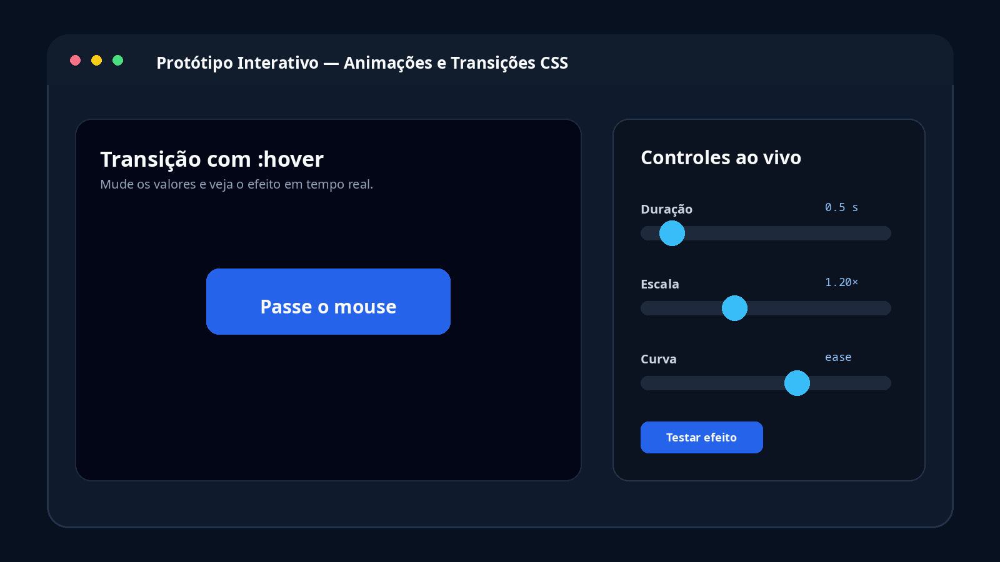 Protótipo Interativo — Animações e Transições CSS
Transição com :hover
Mude os valores e veja o efeito em tempo real.
Passe o mouse
Controles ao vivo
Duração 0.5 s
Escala 1.20×
Curva ease
Testar efeito